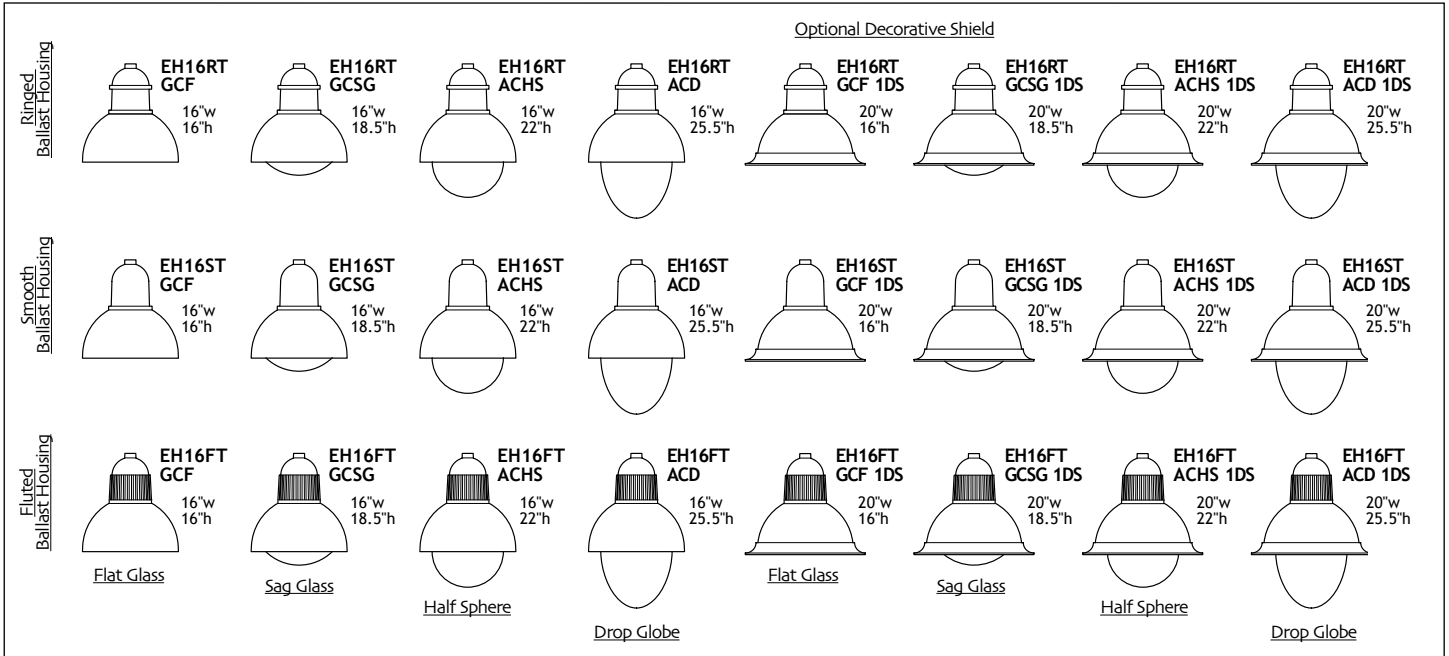 Optional Decorative Shield
Ringed
Ballast Housing
EH16RT
GCF
16"w
16"h
EH16RT
GCSG
16"w
18.5"h
EH16RT
ACHS
16"w
22"h
EH16RT
ACD
16"w
25.5"h
EH16RT
GCF 1DS
20"w
16"h
EH16RT
GCSG 1DS
20"w
18.5"h
EH16RT
ACHS 1DS
20"w
22"h
EH16RT
ACD 1DS
20"w
25.5"h
Smooth
Ballast Housing
EH16ST
GCF
16"w
16"h
EH16ST
GCSG
16"w
18.5"h
EH16ST
ACHS
16"w
22"h
EH16ST
ACD
16"w
25.5"h
EH16ST
GCF 1DS
20"w
16"h
EH16ST
GCSG 1DS
20"w
18.5"h
EH16ST
ACHS 1DS
20"w
22"h
EH16ST
ACD 1DS
20"w
25.5"h
Fluted
Ballast Housing
EH16FT
GCF
16"w
16"h
EH16FT
GCSG
16"w
18.5"h
EH16FT
ACHS
16"w
22"h
EH16FT
ACD
16"w
25.5"h
EH16FT
GCF 1DS
20"w
16"h
EH16FT
GCSG 1DS
20"w
18.5"h
EH16FT
ACHS 1DS
20"w
22"h
EH16FT
ACD 1DS
20"w
25.5"h
Flat Glass
Sag Glass
Half Sphere
Drop Globe
Flat Glass
Sag Glass
Half Sphere
Drop Globe